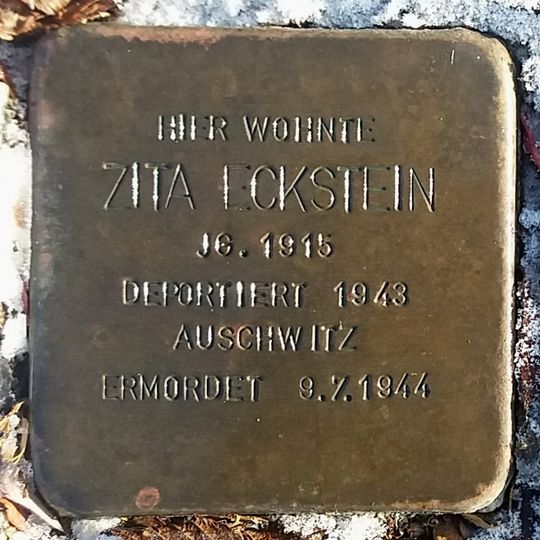 HIER WOHNTE
ZITA ECKSTEIN
JG. 1915
DEPORTIERT 1943
AUSCHWITZ
ERMORDET 9.7.1944